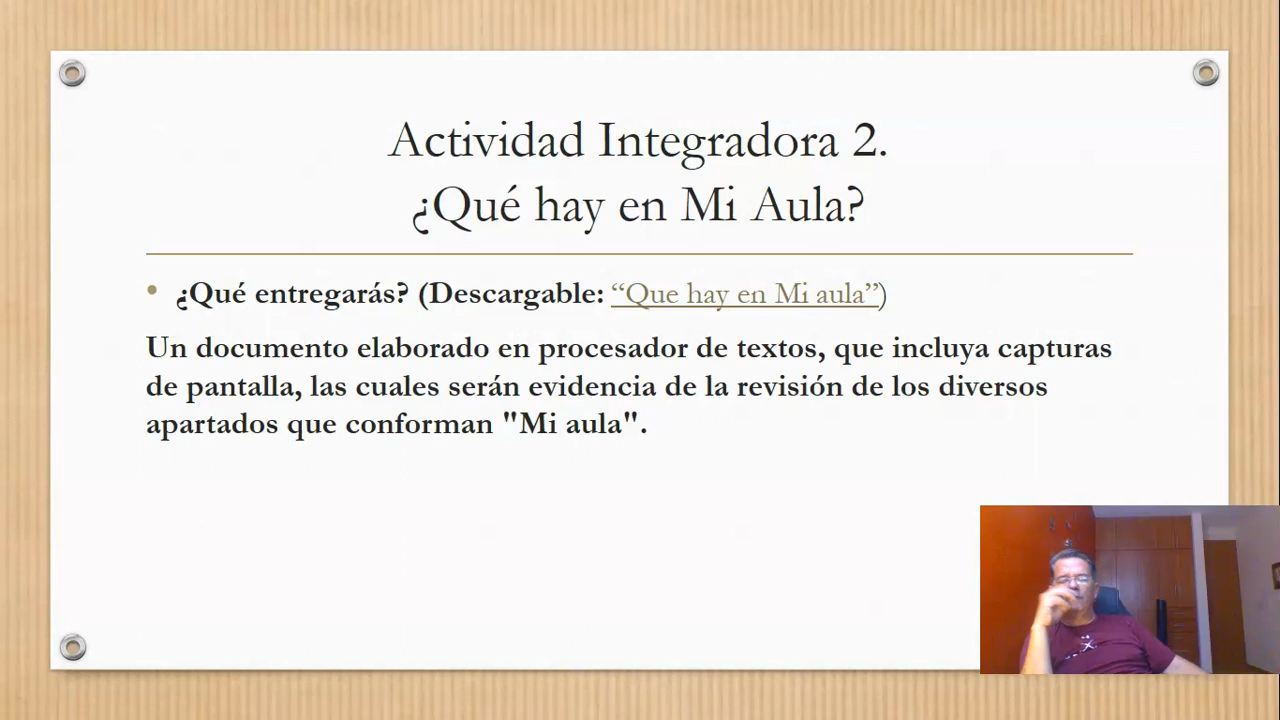 Actividad Integradora 2.
¿Qué hay en Mi Aula?
• ¿Qué entregarás? (Descargable: “Que hay en Mi aula”)
Un documento elaborado en procesador de textos, que incluya capturas
de pantalla, las cuales serán evidencia de la revisión de los diversos
apartados que conforman "Mi aula".